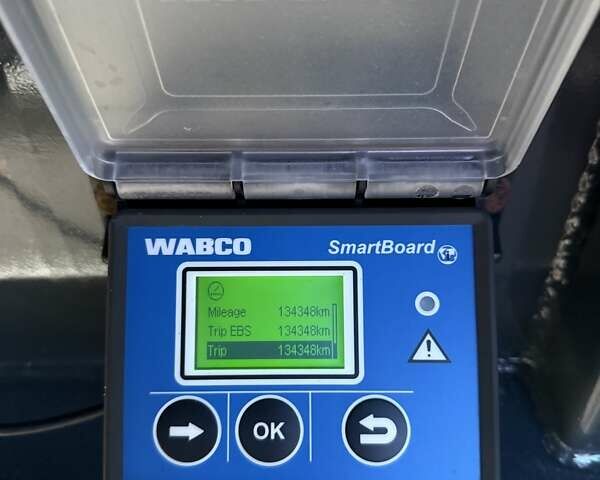 WABCO SmartBoard
Mileage 134348km
Trip EBS 134348km
Trip 134348km
OK